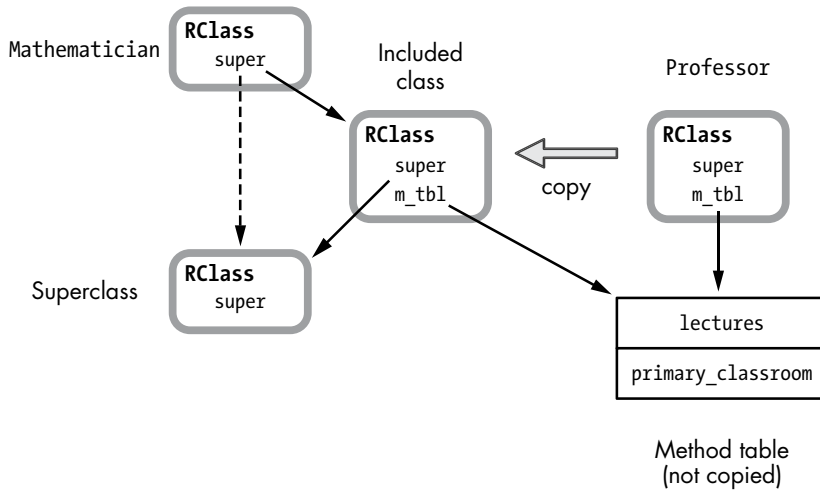 Mathematician
RClass
super
Included
class
RClass
super
m_tbl
Professor
RClass
super
m_tbl
copy
Superclass
RClass
super
lectures
primary_classroom
Method table
(not copied)